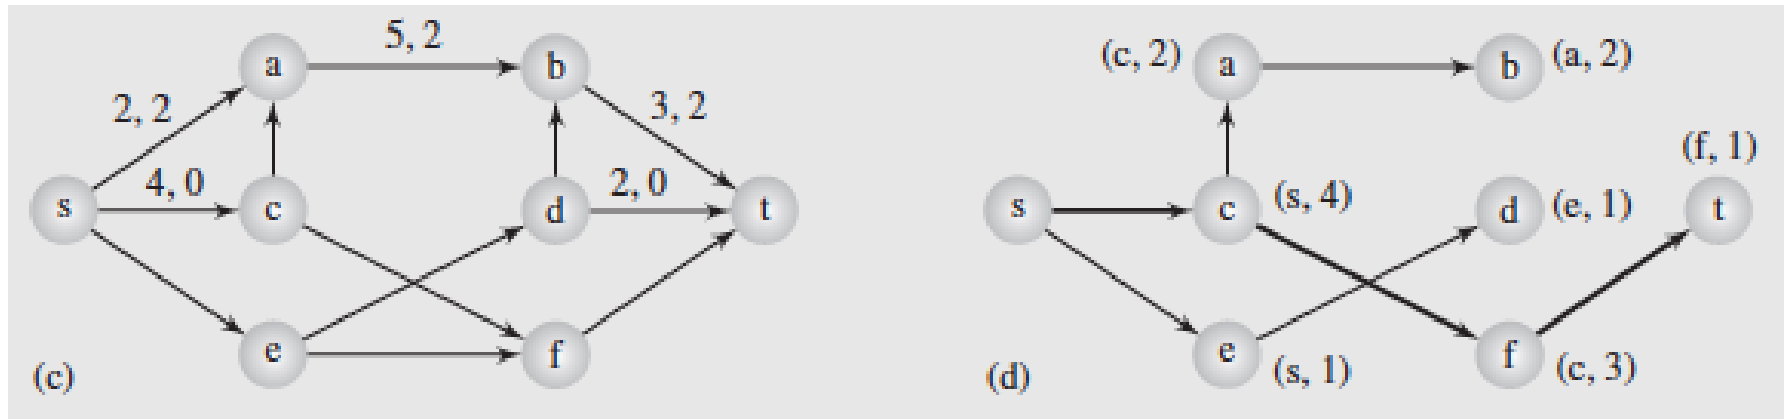 5, 2
a
b
2, 2
3, 2
4, 0
2, 0
s
c
d
t
e
f
(c)
(c, 2)
a
b
(a, 2)
(f, 1)
s
c
(s, 4)
d
(e, 1)
t
e
(s, 1)
f
(c, 3)
(d)